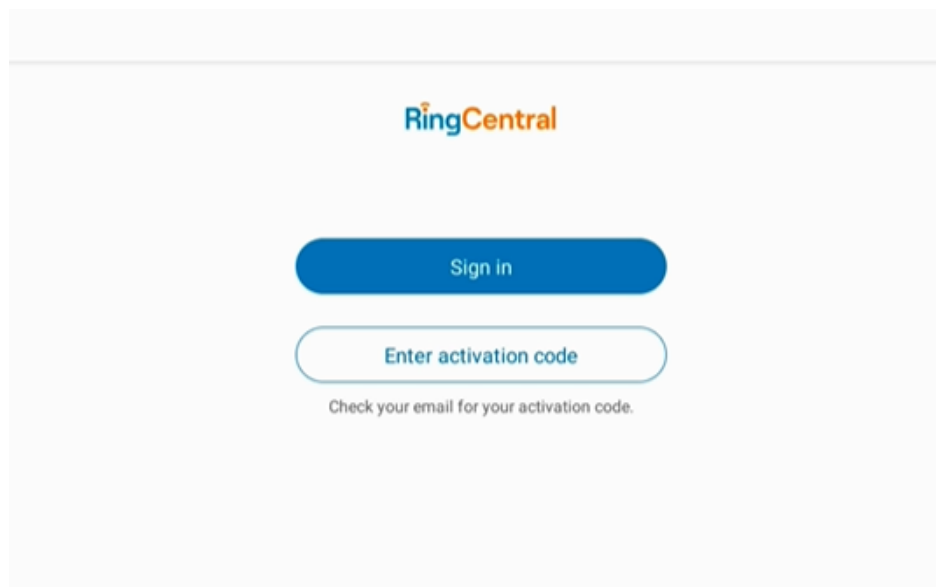 RingCentral
Sign in
Enter activation code
Check your email for your activation code.